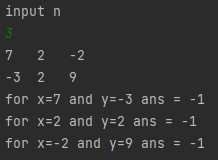 input n
3
7 2 -2
-3 2 9
for x=7 and y=-3 ans = -1
for x=2 and y=2 ans = -1
for x=-2 and y=9 ans = -1